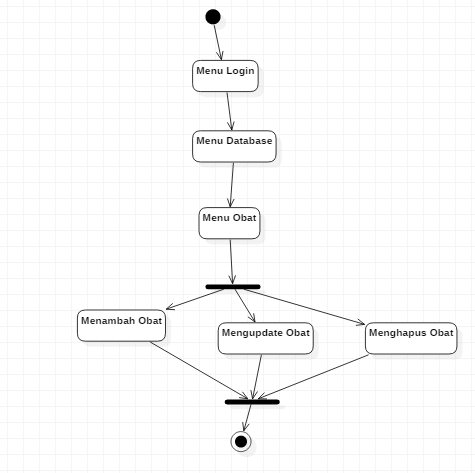 Menu Login
Menu Database
Menu Obat
Menambah Obat
Mengupdate Obat
Menghapus Obat